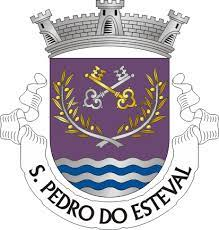 S. PEDRO DO ESTEVAL